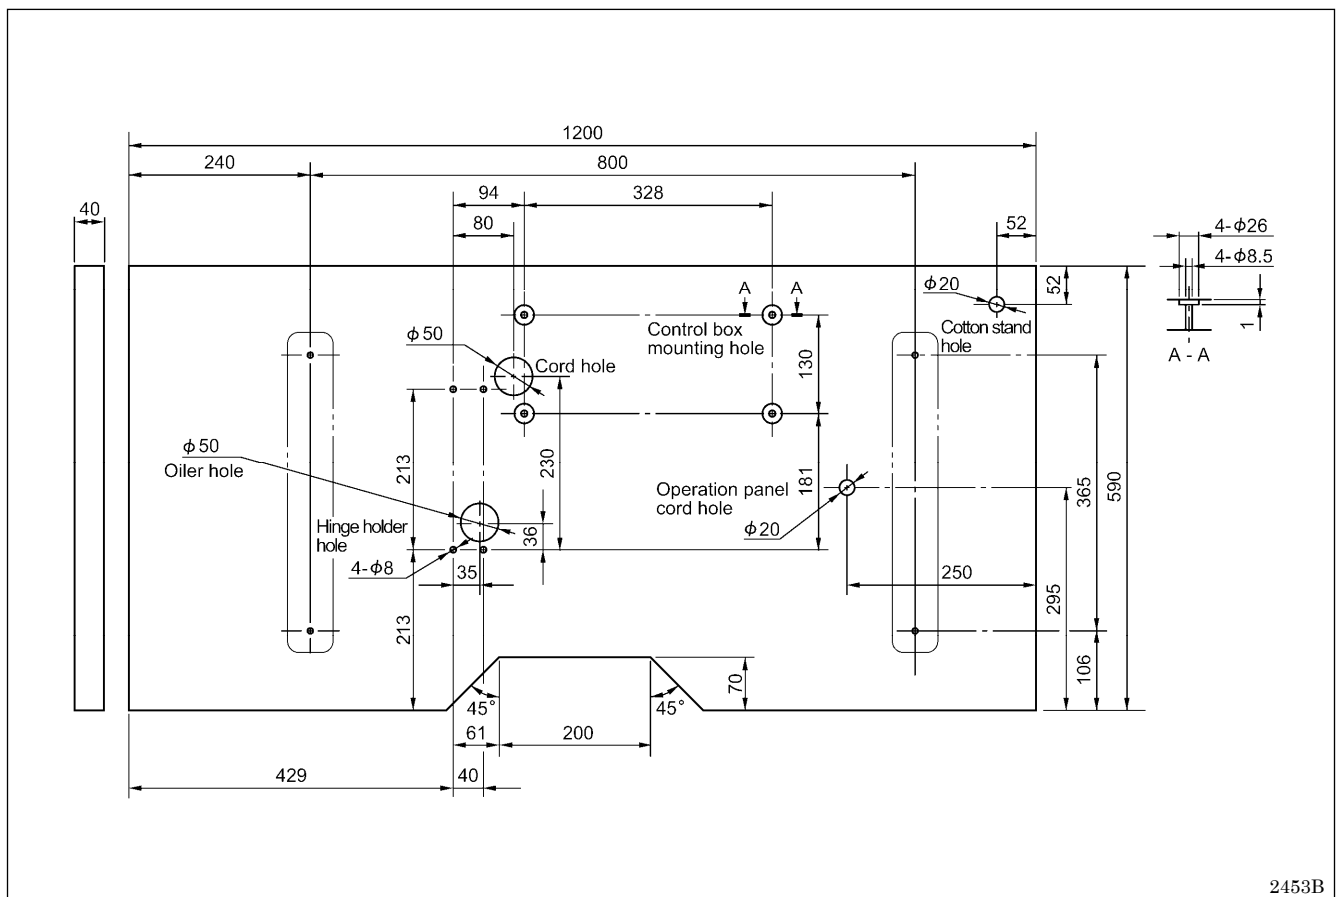 1200
240
800
94
328
40
80
52
4-φ26
4-φ8.5
A
A
φ20
52
Cotton stand
hole
1
A - A
φ50
Cord hole
Control box
mounting hole
130
φ50
Oiler hole
213
230
181
Operation panel
cord hole
φ20
365
590
Hinge holder
hole
36
4-φ8
35
250
295
213
106
70
45°
45°
61
200
429
40
2453B